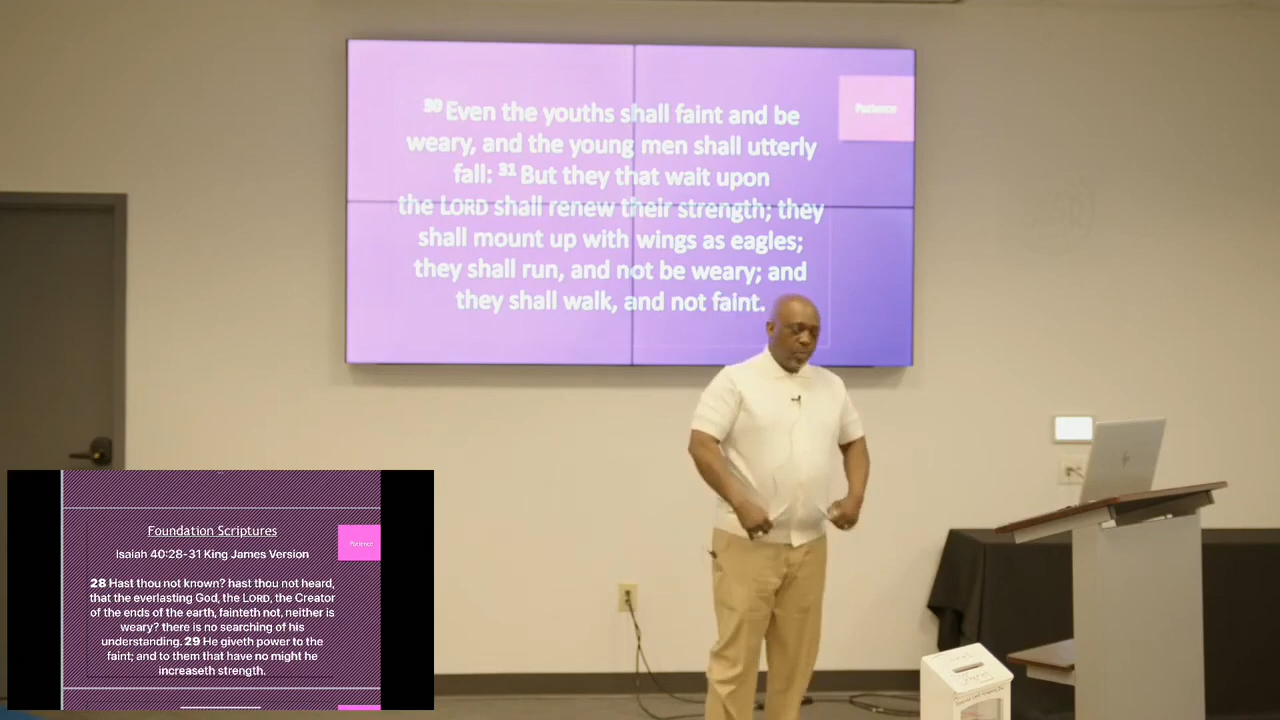 30 Even the youths shall faint and be
weary, and the young men shall utterly
fall: 31 But they that wait upon
the LORD shall renew their strength; they
shall mount up with wings as eagles;
they shall run, and not be weary; and
they shall walk, and not faint.
Patience
Foundation Scriptures
Isaiah 40:28-31 King James Version
Patience
28 Hast thou not known? hast thou not heard,
that the everlasting God, the LORD, the Creator
of the ends of the earth, fainteth not, neither is
weary? there is no searching of his
understanding. 29 He giveth power to the
faint; and to them that have no might he
increaseth strength.